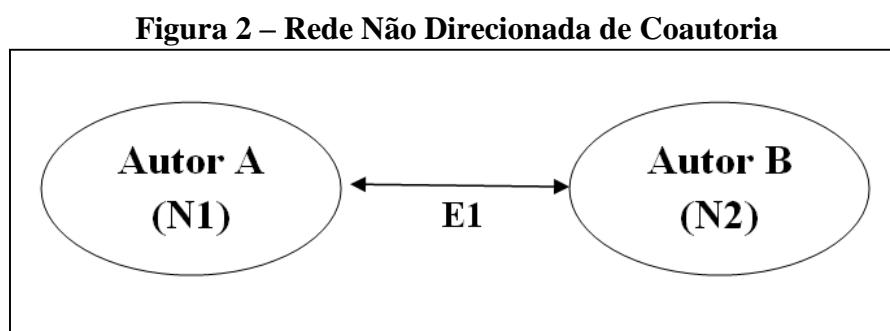 Figura 2 – Rede Não Direcionada de Coautoria
Autor A
(N1)
E1
Autor B
(N2)